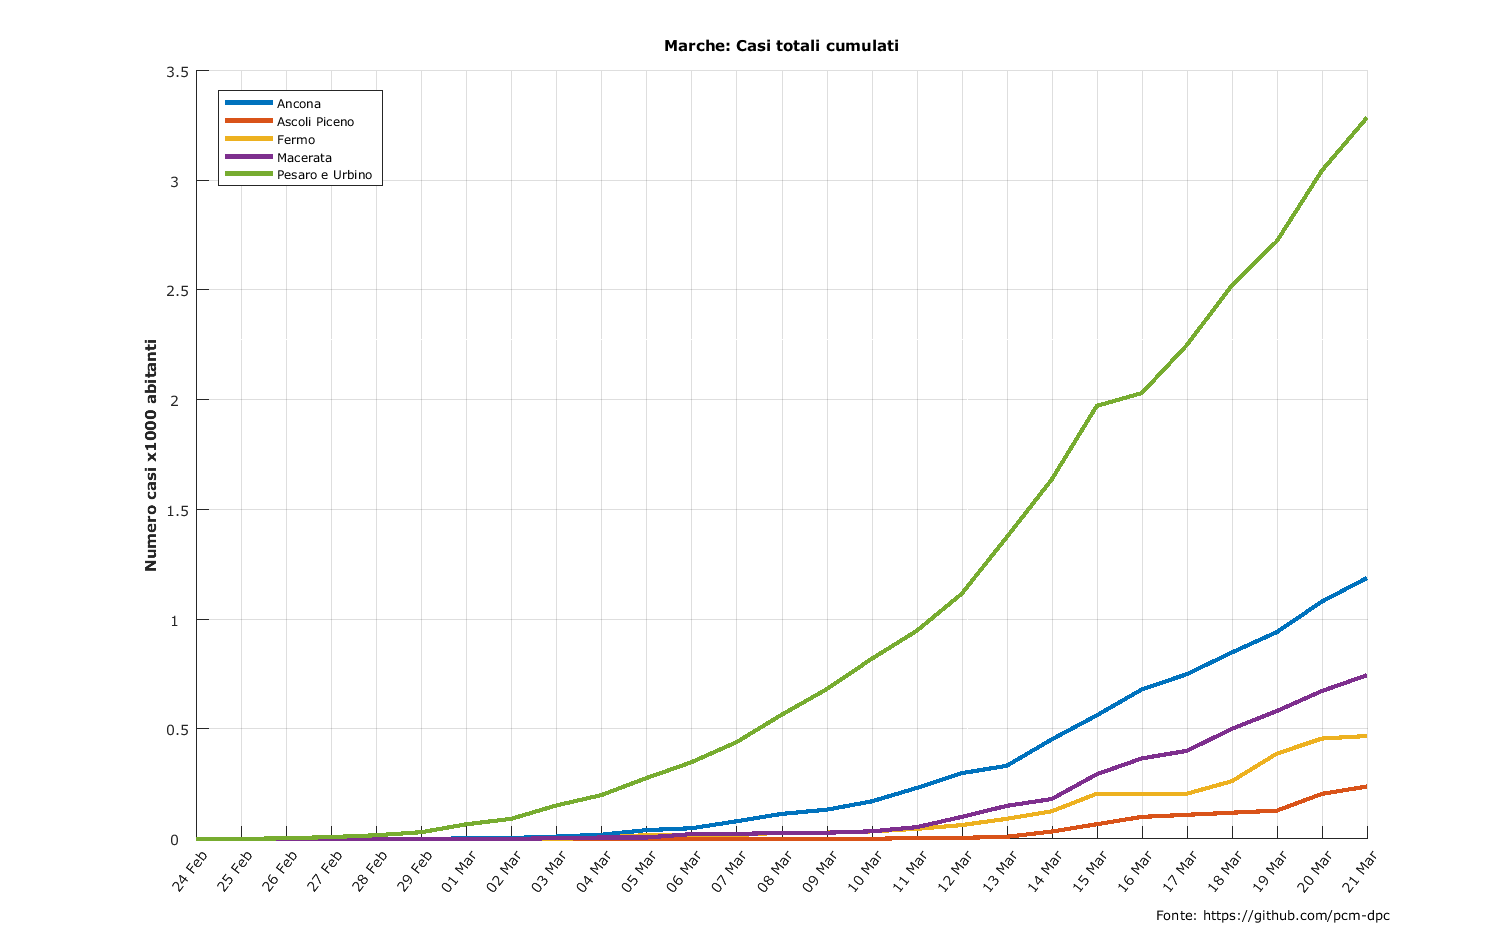 Marche: Casi totali cumulati
3.5
3
2.5
2
1.5
1
0.5
0
Numero casi x1000 abitanti
Ancona
Ascoli Piceno
Fermo
Macerata
Pesaro e Urbino
24 Feb
25 Feb
26 Feb
27 Feb
28 Feb
29 Feb
01 Mar
02 Mar
03 Mar
04 Mar
05 Mar
06 Mar
07 Mar
08 Mar
09 Mar
10 Mar
11 Mar
12 Mar
13 Mar
14 Mar
15 Mar
16 Mar
17 Mar
18 Mar
19 Mar
20 Mar
21 Mar
Fonte: https://github.com/pcm-dpc